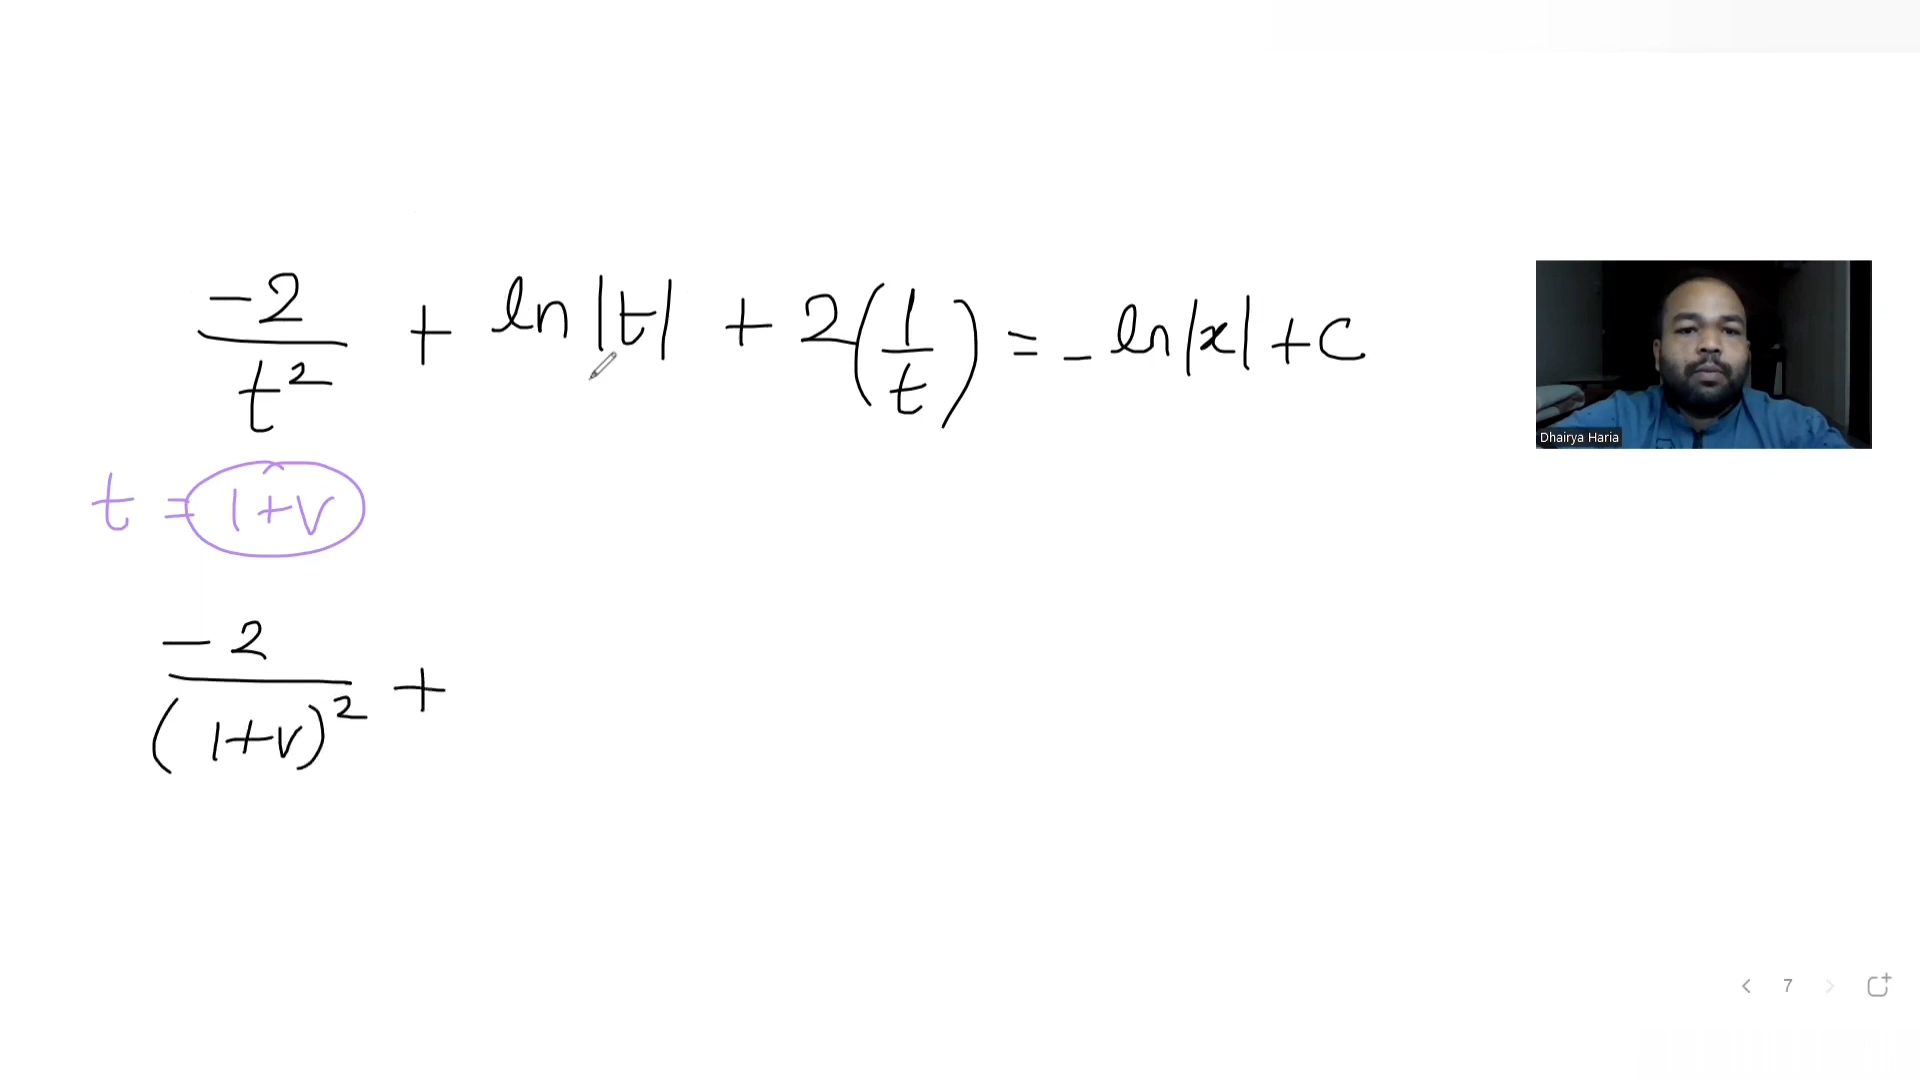 -2/t² + ln|t| + 2(1/t) = - ln|x| + c
Dhairya Haria
t = 1+v
-2/(1+v)² +
7